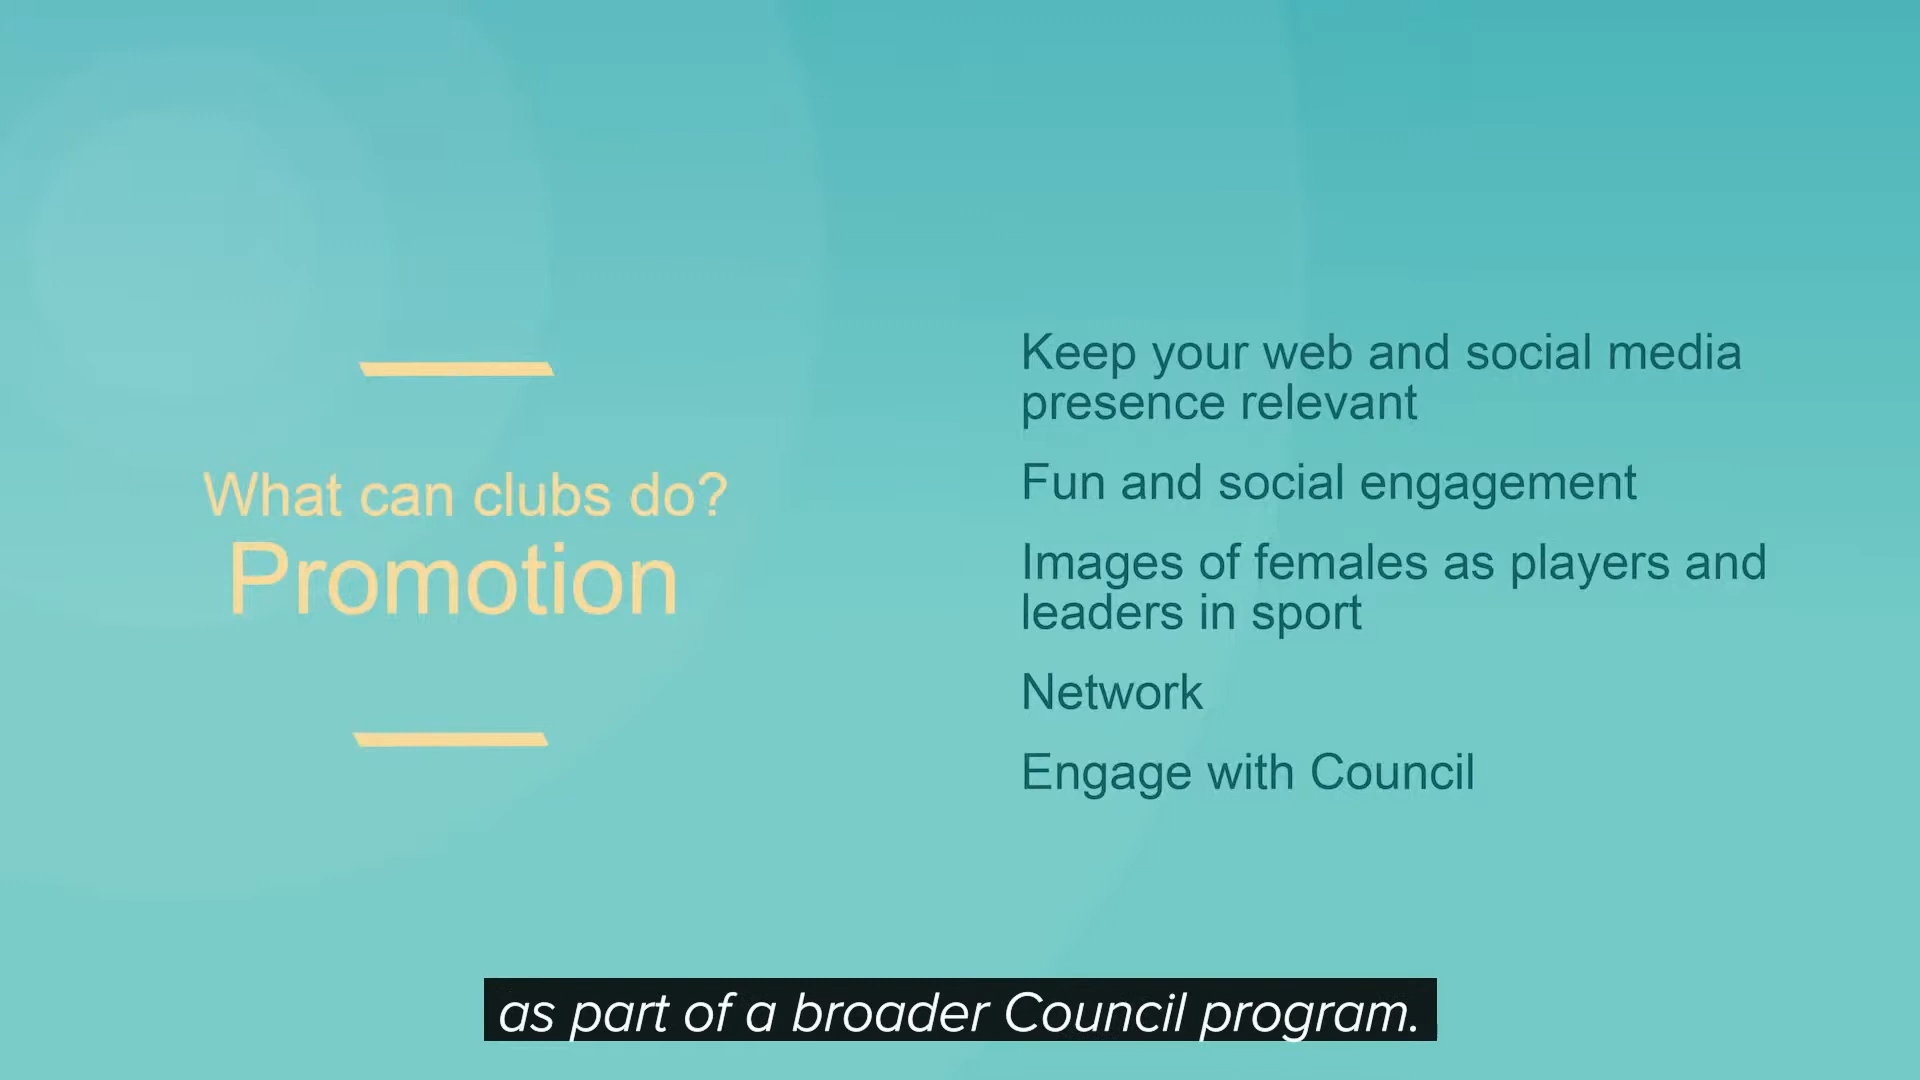 What can clubs do?
Promotion
Keep your web and social media
presence relevant
Fun and social engagement
Images of females as players and
leaders in sport
Network
Engage with Council
as part of a broader Council program.